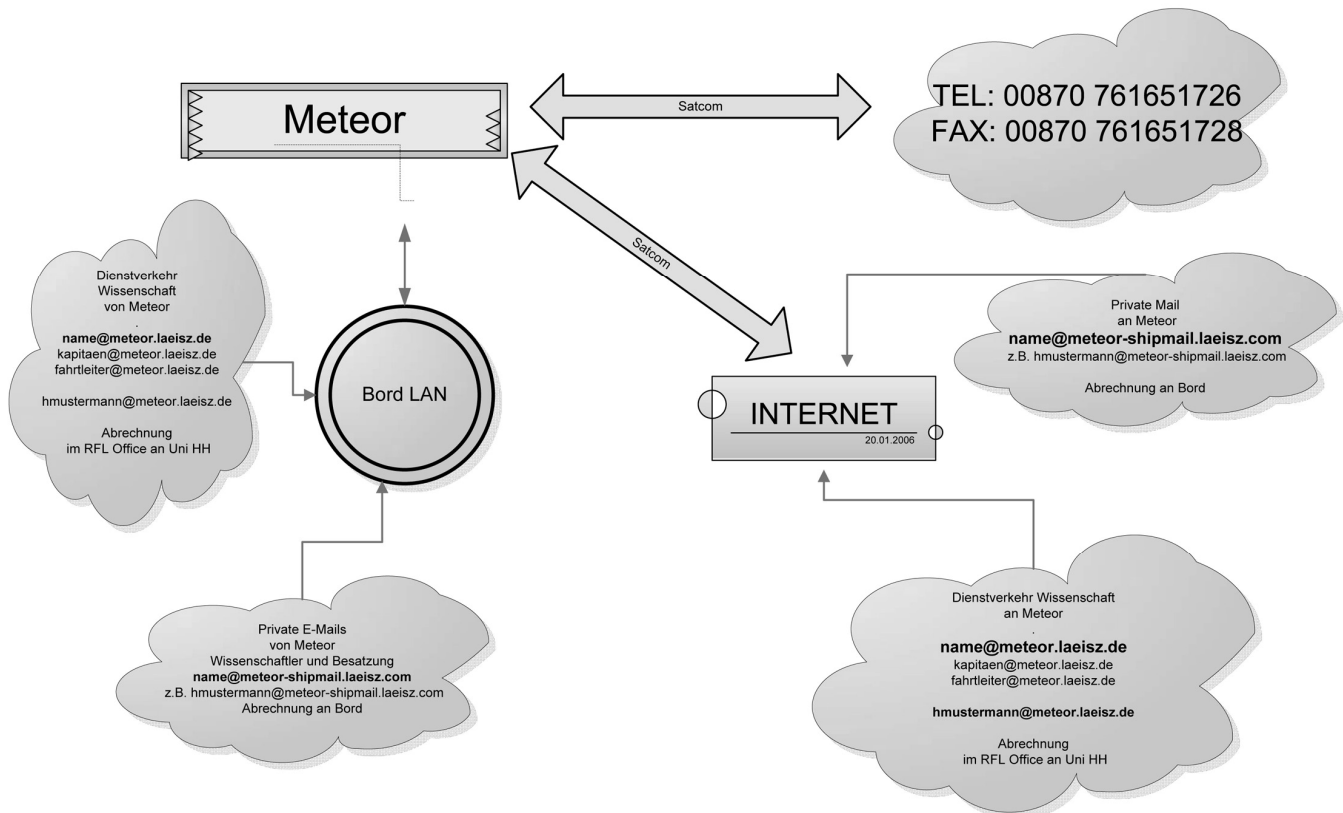 Meteor
Satcom
TEL: 00870 761651726
FAX: 00870 761651728
Satcom
Dienstverkehr
Wissenschaft
von Meteor
.
name@meteor.laeisz.de
kapitaen@meteor.laeisz.de
fahrtleiter@meteor.laeisz.de
hmustermann@meteor.laeisz.de
Abrechnung
im RFL Office an Uni HH
Bord LAN
Private Mail
an Meteor
name@meteor-shipmail.laeisz.com
z.B. hmustermann@meteor-shipmail.laeisz.com
Abrechnung an Bord
INTERNET
20.01.2006
Private E-Mails
von Meteor
Wissenschaftler und Besatzung
name@meteor-shipmail.laeisz.com
z.B. hmustermann@meteor-shipmail.laeisz.com
Abrechnung an Bord
Dienstverkehr Wissenschaft
an Meteor
.
name@meteor.laeisz.de
kapitaen@meteor.laeisz.de
fahrtleiter@meteor.laeisz.de
hmustermann@meteor.laeisz.de
Abrechnung
im RFL Office an Uni HH